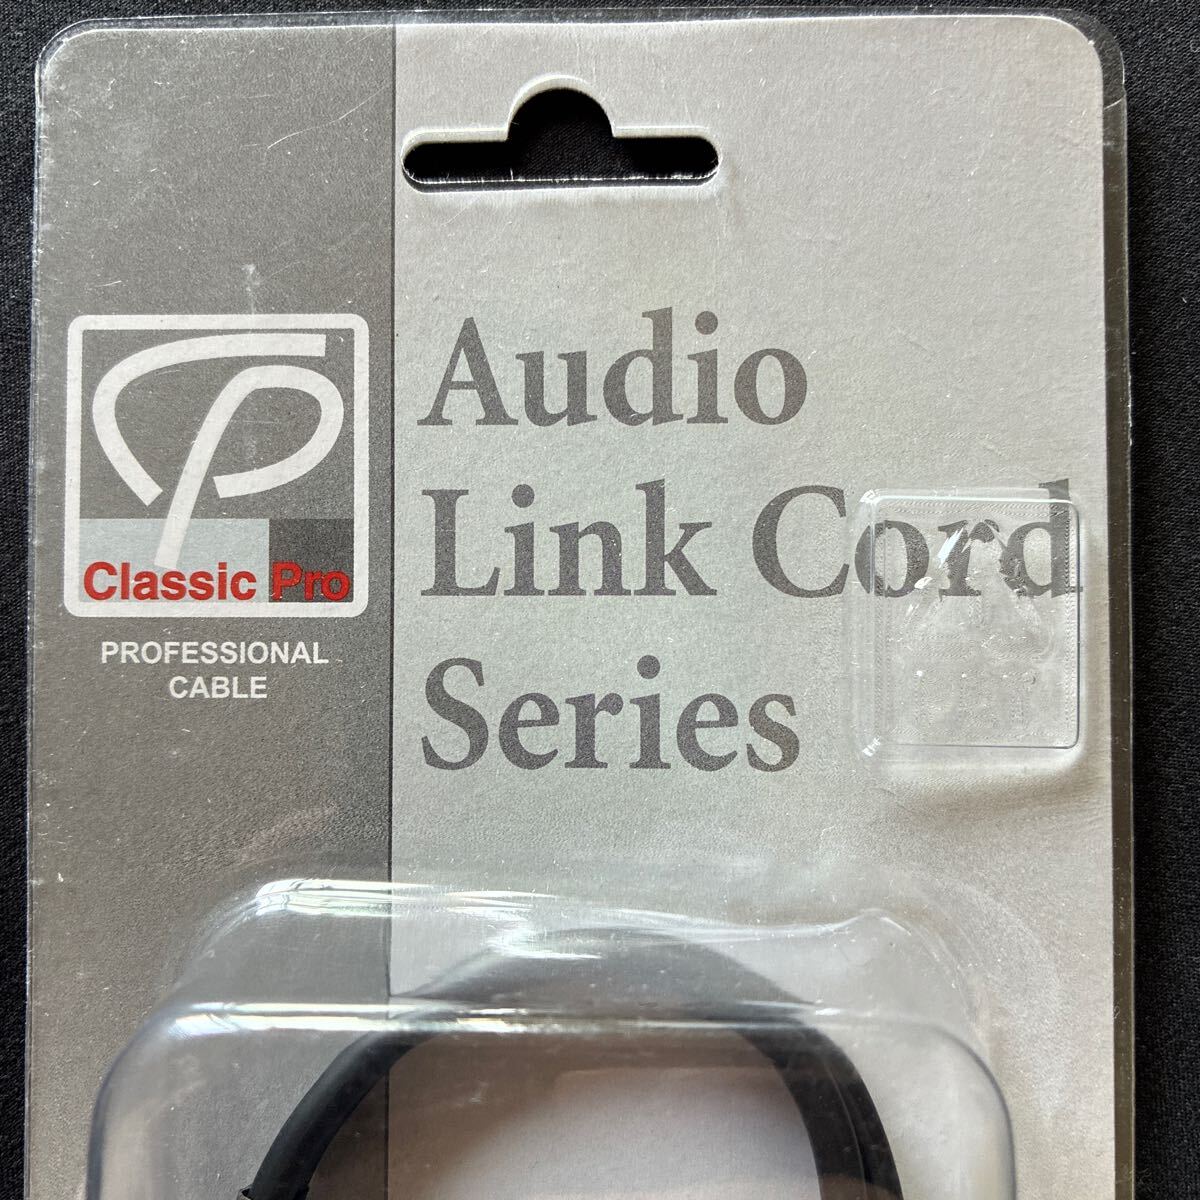 Audio
Link Cord
Series
Classic Pro
PROFESSIONAL
CABLE